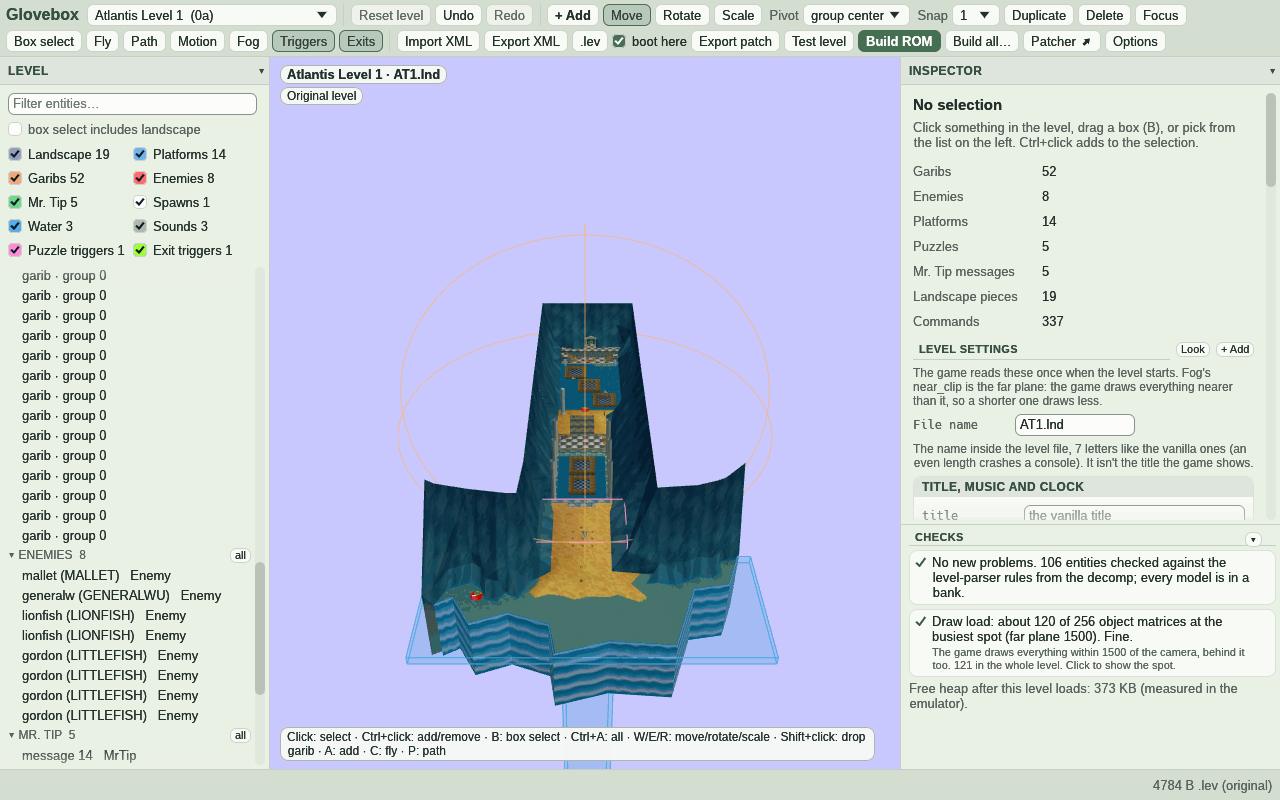 Glovebox Atlantis Level 1 (0a) Reset level Undo Redo + Add Move Rotate Scale Pivot group center Snap 1 Duplicate Delete Focus
Box select Fly Path Motion Fog Triggers Exits Import XML Export XML .lev boot here Export patch Test level Build ROM Build all… Patcher Options
LEVEL
Filter entities…
box select includes landscape
Landscape 19 Platforms 14
Garibs 52 Enemies 8
Mr. Tip 5 Spawns 1
Water 3 Sounds 3
Puzzle triggers 1 Exit triggers 1
garib · group 0
garib · group 0
garib · group 0
garib · group 0
garib · group 0
garib · group 0
garib · group 0
garib · group 0
garib · group 0
garib · group 0
garib · group 0
garib · group 0
garib · group 0
garib · group 0
ENEMIES 8 all
mallet (MALLET) Enemy
generalw (GENERALWU) Enemy
lionfish (LIONFISH) Enemy
lionfish (LIONFISH) Enemy
gordon (LITTLEFISH) Enemy
gordon (LITTLEFISH) Enemy
gordon (LITTLEFISH) Enemy
gordon (LITTLEFISH) Enemy
MR. TIP 5 all
message 14 MrTip
Atlantis Level 1 · AT1.lnd
Original level
Click: select · Ctrl+click: add/remove · B: box select · Ctrl+A: all · W/E/R: move/rotate/scale · Shift+click: drop
garib · A: add · C: fly · P: path
INSPECTOR
No selection
Click something in the level, drag a box (B), or pick from
the list on the left. Ctrl+click adds to the selection.
Garibs 52
Enemies 8
Platforms 14
Puzzles 5
Mr. Tip messages 5
Landscape pieces 19
Commands 337
LEVEL SETTINGS Look + Add
The game reads these once when the level starts. Fog's
near_clip is the far plane: the game draws everything nearer
than it, so a shorter one draws less.
File name AT1.lnd
The name inside the level file, 7 letters like the vanilla ones (an
even length crashes a console). It isn't the title the game shows.
TITLE, MUSIC AND CLOCK
title the vanilla title
CHECKS
No new problems. 106 entities checked against the
level-parser rules from the decomp; every model is in a
bank.
Draw load: about 120 of 256 object matrices at the
busiest spot (far plane 1500). Fine.
The game draws everything within 1500 of the camera, behind it
too. 121 in the whole level. Click to show the spot.
Free heap after this level loads: 373 KB (measured in the
emulator).
4784 B .lev (original)